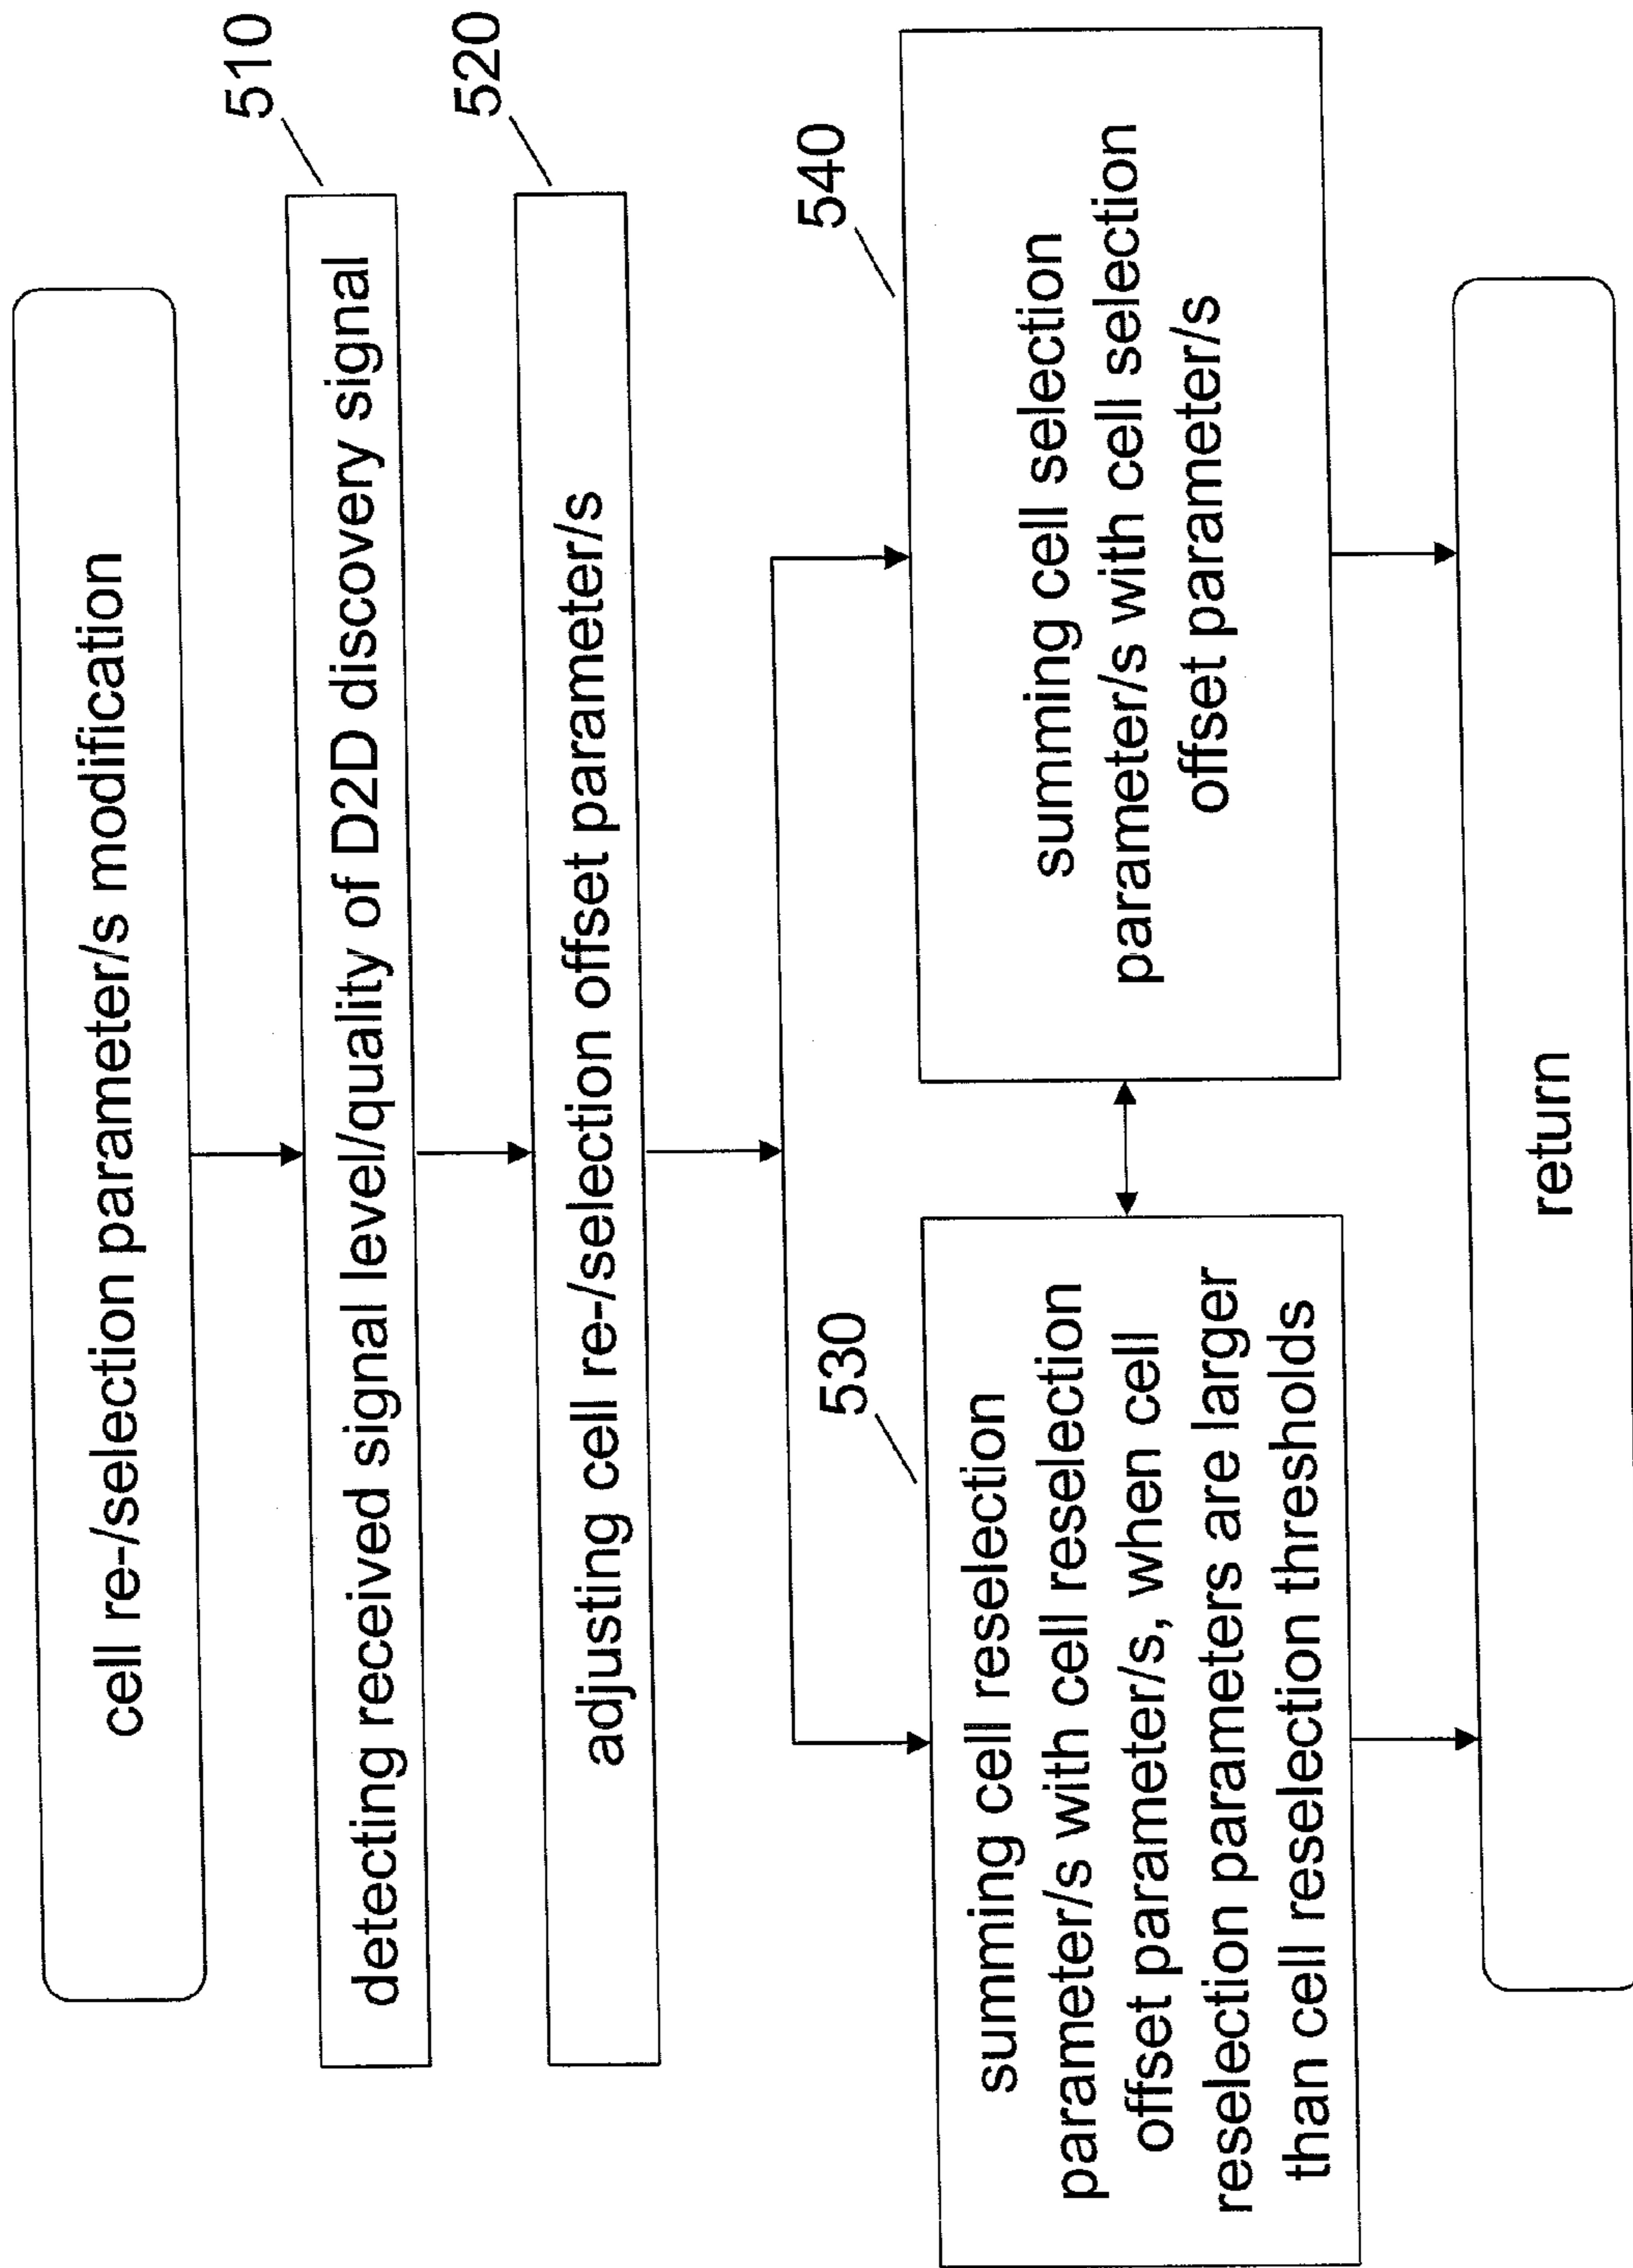 cell re-/selection parameter/s modification
510
detecting received signal level/quality of D2D discovery signal
520
adjusting cell re-/selection offset parameter/s
530
summing cell reselection
parameter/s with cell reselection
offset parameter/s, when cell
reselection parameters are larger
than cell reselection thresholds
540
summing cell selection
parameter/s with cell selection
offset parameter/s
return